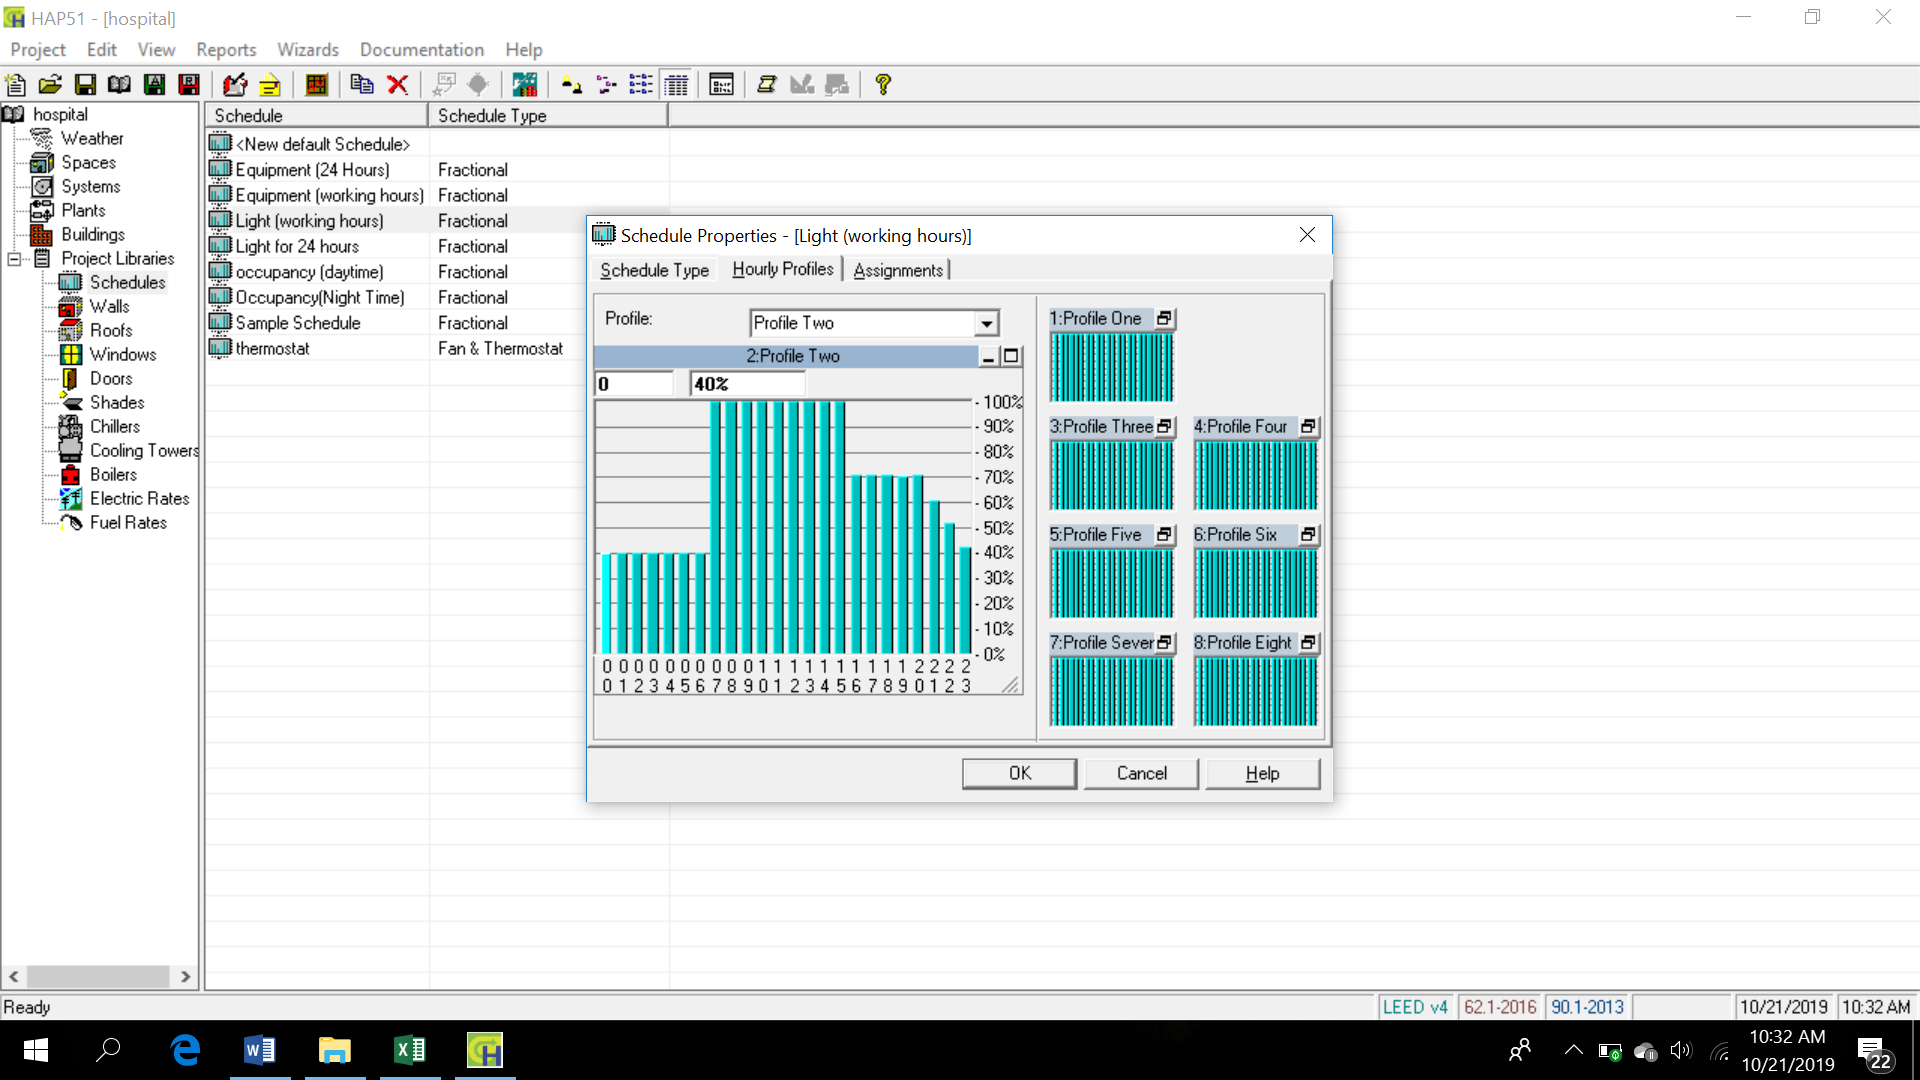 HAP51 - [hospital]
Project Edit View Reports Wizards Documentation Help
hospital
Weather
Spaces
Systems
Plants
Buildings
Project Libraries
Schedules
Walls
Roofs
Windows
Doors
Shades
Chillers
Cooling Towers
Boilers
Electric Rates
Fuel Rates
Schedule Schedule Type
<New default Schedule>
Equipment (24 Hours) Fractional
Equipment (working hours) Fractional
Light (working hours) Fractional
Light for 24 hours Fractional
occupancy (daytime) Fractional
Occupancy(Night Time) Fractional
Sample Schedule Fractional
thermostat Fan & Thermostat
Schedule Properties - [Light (working hours)]
Schedule Type Hourly Profiles Assignments
Profile: Profile Two
2:Profile Two
0 40%
100%
90%
80%
70%
60%
50%
40%
30%
20%
10%
0%
0 0 0 0 0 0 0 0 0 0 1 1 1 1 1 1 1 1 1 1 2 2 2 2
0 1 2 3 4 5 6 7 8 9 0 1 2 3 4 5 6 7 8 9 0 1 2 3
1:Profile One
3:Profile Three 4:Profile Four
5:Profile Five 6:Profile Six
7:Profile Sever 8:Profile Eight
OK Cancel Help
Ready LEED v4 62.1-2016 90.1-2013 10/21/2019 10:32 AM
10:32 AM
10/21/2019
22